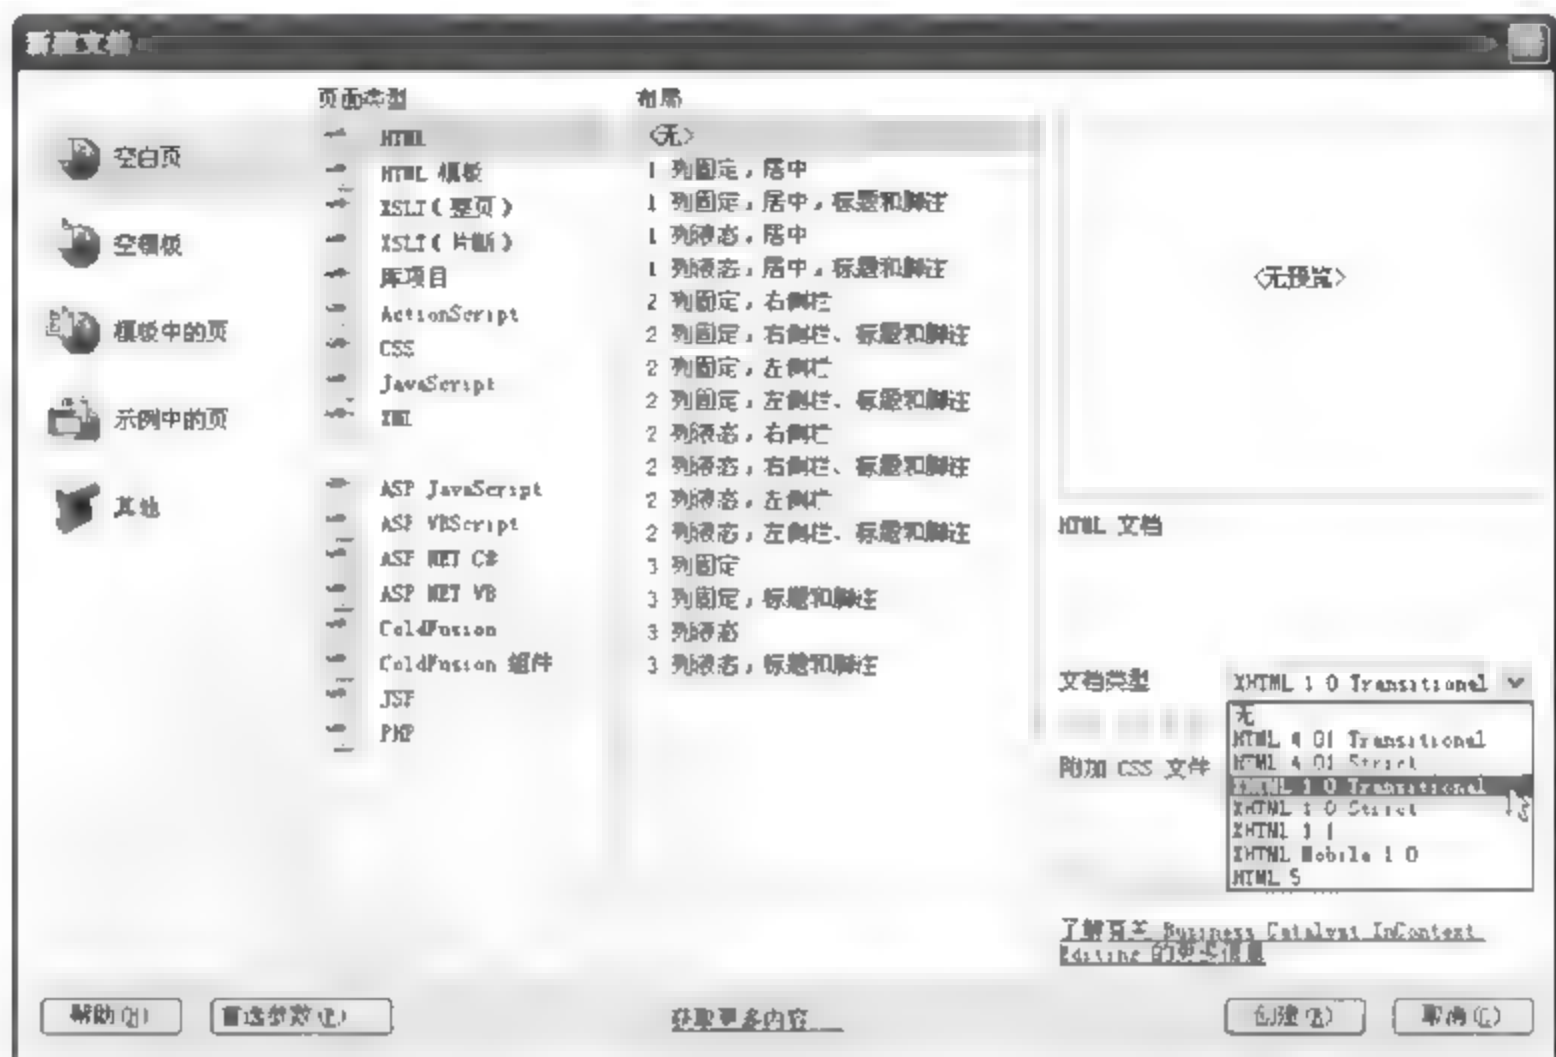 新建文档
空白页
空模板
模板中的页
示例中的页
其他
页面类型
HTML
HTML 模板
XSLT（整页）
XSLT（片断）
库项目
ActionScript
CSS
JavaScript
XML
ASP JavaScript
ASP VBScript
ASP NET C#
ASP NET VB
ColdFusion
ColdFusion 组件
JSP
PHP
布局
<无>
1 列固定，居中
1 列固定，居中，标题和脚注
1 列液态，居中
1 列液态，居中，标题和脚注
2 列固定，右侧栏
2 列固定，右侧栏、标题和脚注
2 列固定，左侧栏
2 列固定，左侧栏、标题和脚注
2 列液态，右侧栏
2 列液态，右侧栏、标题和脚注
2 列液态，左侧栏
2 列液态，左侧栏、标题和脚注
3 列固定
3 列固定，标题和脚注
3 列液态
3 列液态，标题和脚注
<无预览>
HTML 文档
文档类型
XHTML 1 0 Transitional
无
HTML 4 01 Transitional
HTML 4 01 Strict
XHTML 1 0 Transitional
XHTML 1 0 Strict
XHTML 1 1
XHTML Mobile 1 0
HTML 5
附加 CSS 文件
了解有关 Business Catalyst InContext
Editing 的更多信息
帮助(H)
首选参数(P)
获取更多内容
创建(R)
取消(C)